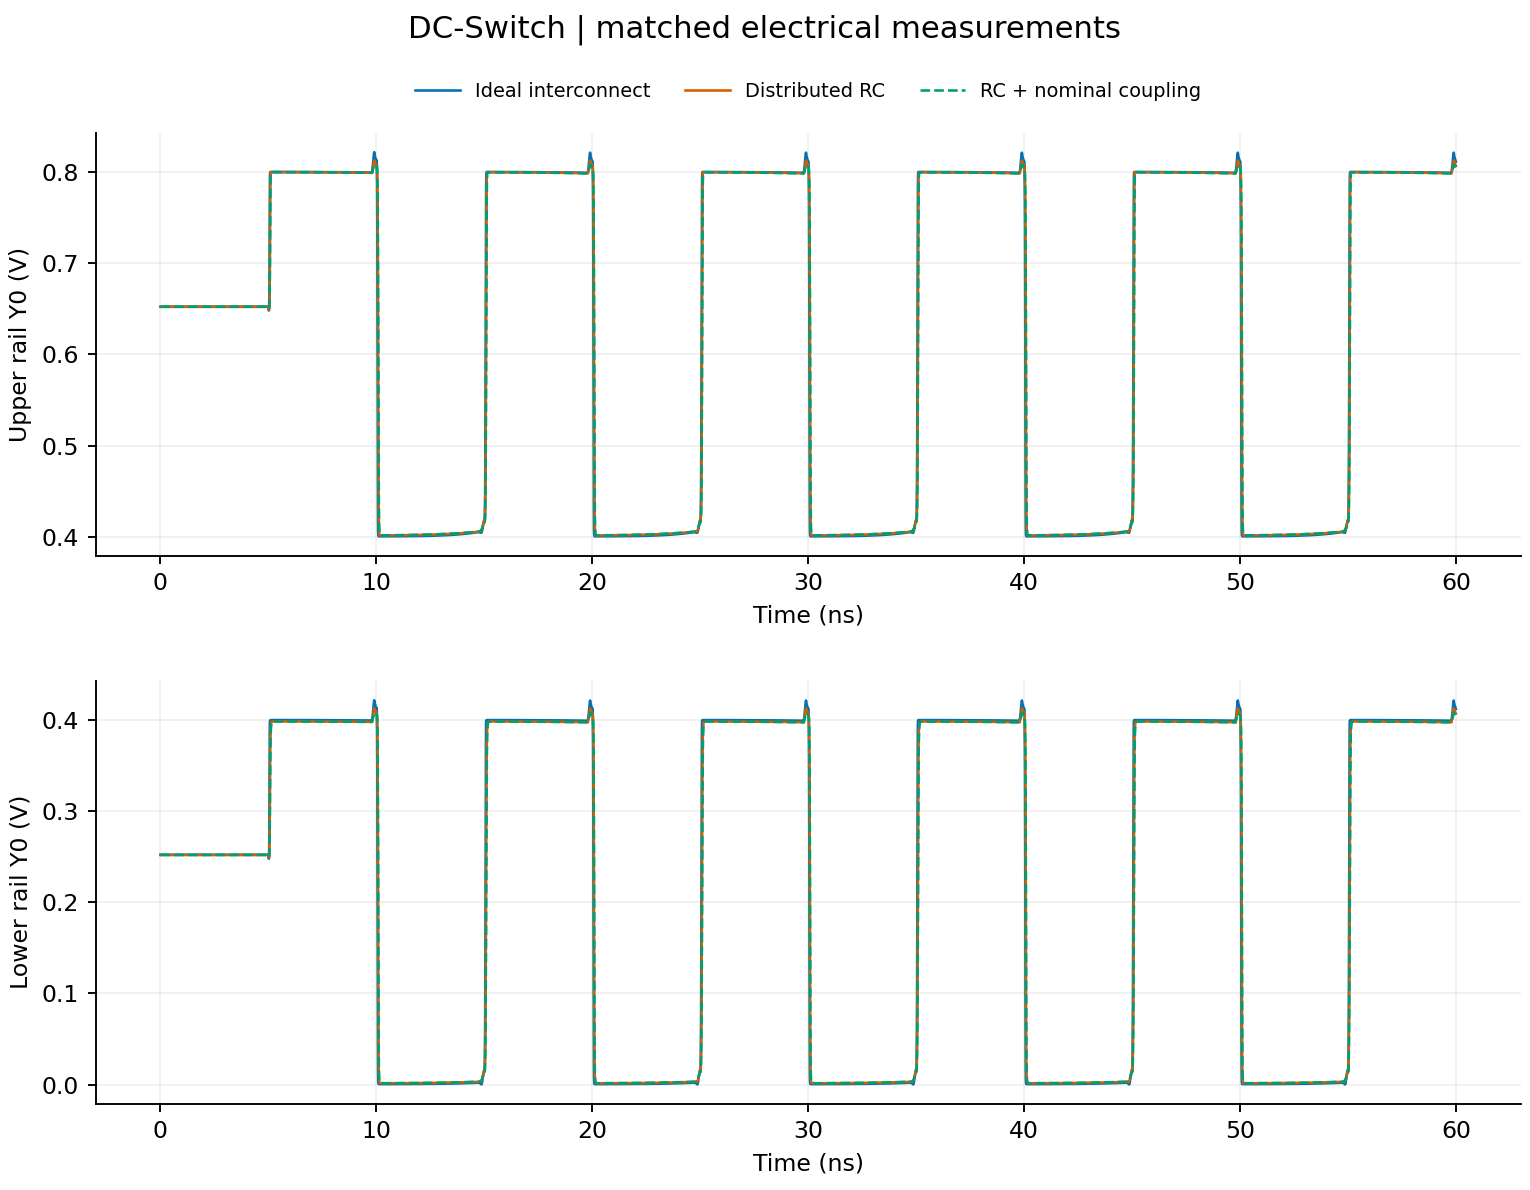 DC-Switch | matched electrical measurements
Ideal interconnect Distributed RC RC + nominal coupling
Upper rail Y0 (V)
0.8
0.7
0.6
0.5
0.4
0 10 20 30 40 50 60
Time (ns)
Lower rail Y0 (V)
0.4
0.3
0.2
0.1
0.0
0 10 20 30 40 50 60
Time (ns)